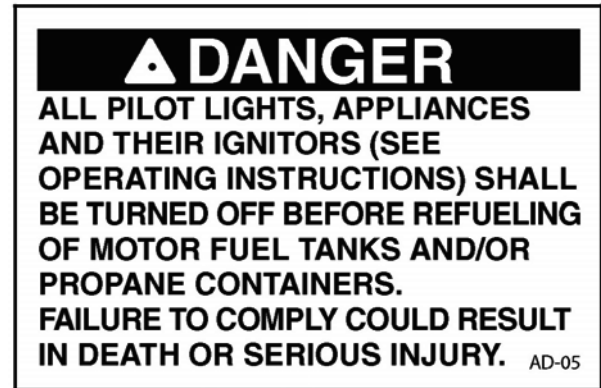 DANGER
ALL PILOT LIGHTS, APPLIANCES
AND THEIR IGNITORS (SEE
OPERATING INSTRUCTIONS) SHALL
BE TURNED OFF BEFORE REFUELING
OF MOTOR FUEL TANKS AND/OR
PROPANE CONTAINERS.
FAILURE TO COMPLY COULD RESULT
IN DEATH OR SERIOUS INJURY. AD-05